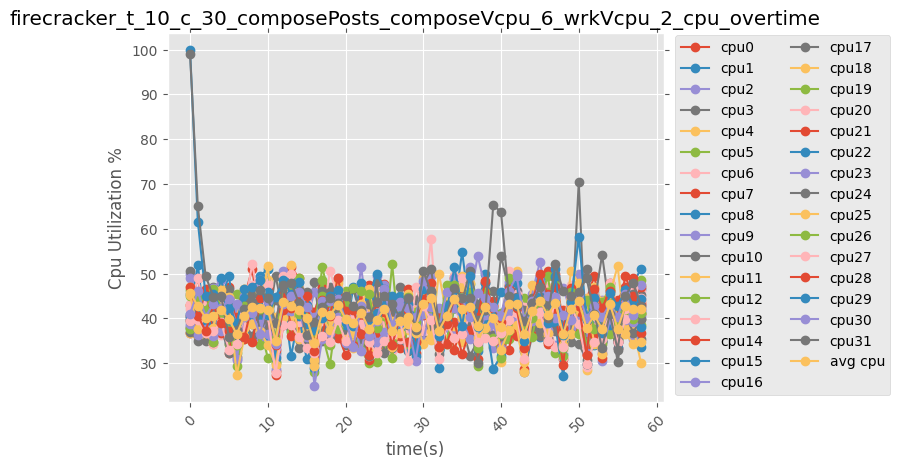 firecracker_t_10_c_30_composePosts_composeVcpu_6_wrkVcpu_2_cpu_overtime
Cpu Utilization %
100
90
80
70
60
50
40
30
0
10
20
30
40
50
60
time(s)
cpu0
cpu1
cpu2
cpu3
cpu4
cpu5
cpu6
cpu7
cpu8
cpu9
cpu10
cpu11
cpu12
cpu13
cpu14
cpu15
cpu16
cpu17
cpu18
cpu19
cpu20
cpu21
cpu22
cpu23
cpu24
cpu25
cpu26
cpu27
cpu28
cpu29
cpu30
cpu31
avg cpu